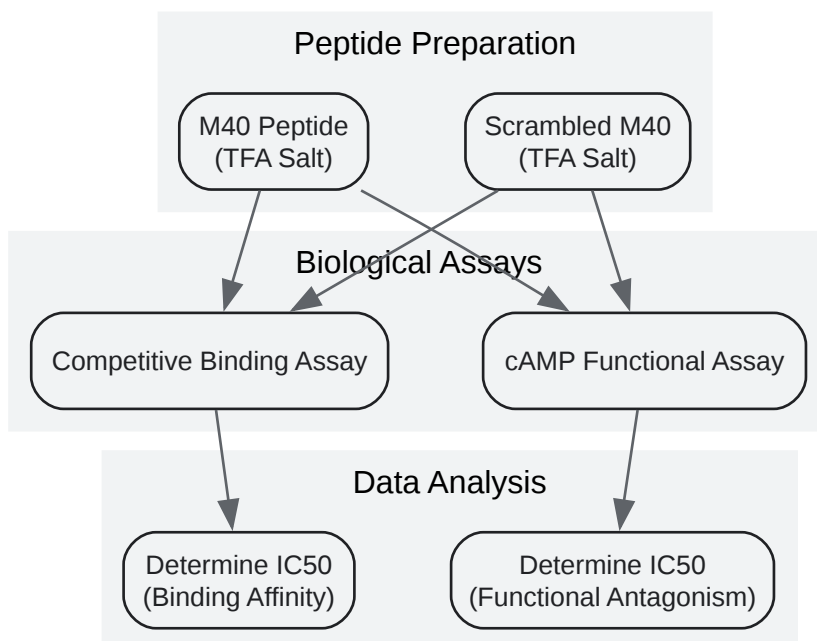 Peptide Preparation
M40 Peptide
(TFA Salt)
Scrambled M40
(TFA Salt)
Biological Assays
Competitive Binding Assay
cAMP Functional Assay
Data Analysis
Determine IC50
(Binding Affinity)
Determine IC50
(Functional Antagonism)